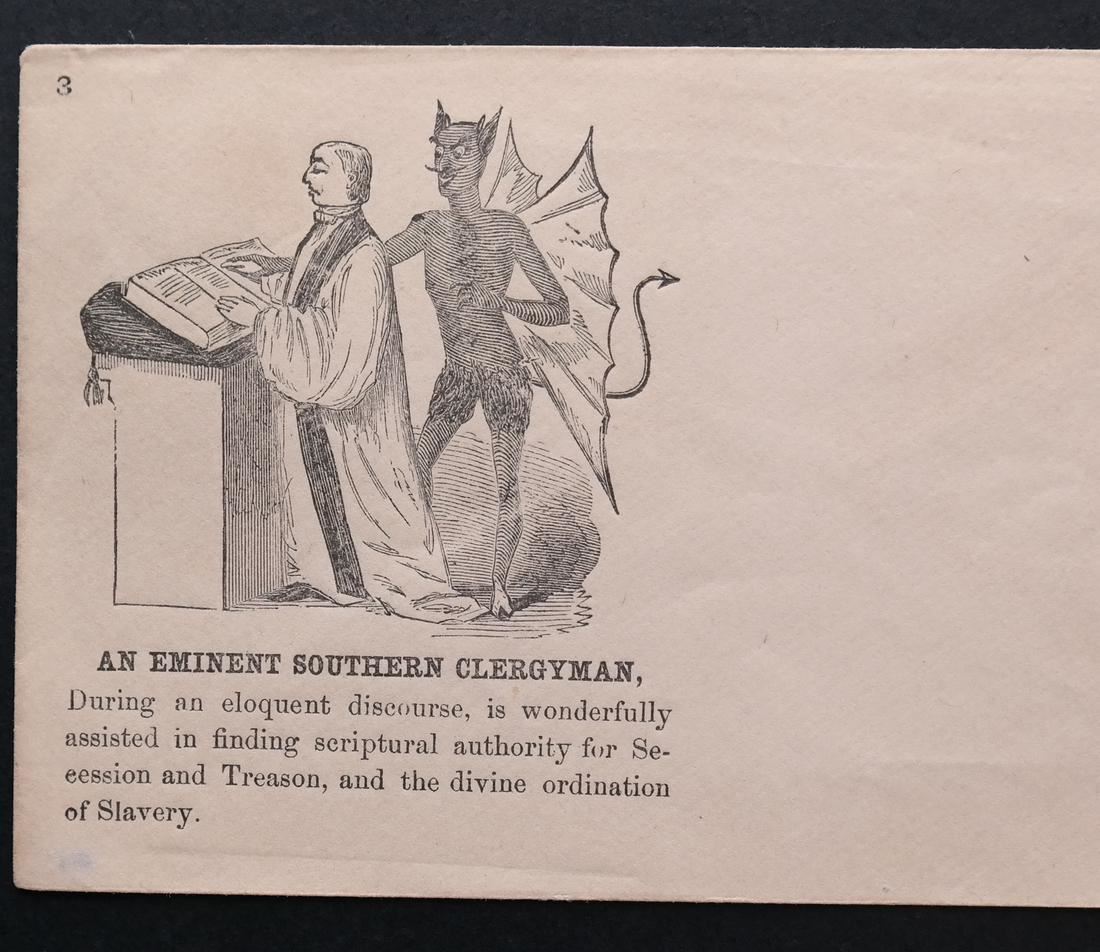 3
AN EMINENT SOUTHERN CLERGYMAN,
During an eloquent discourse, is wonderfully
assisted in finding scriptural authority for Se-
cession and Treason, and the divine ordination
of Slavery.